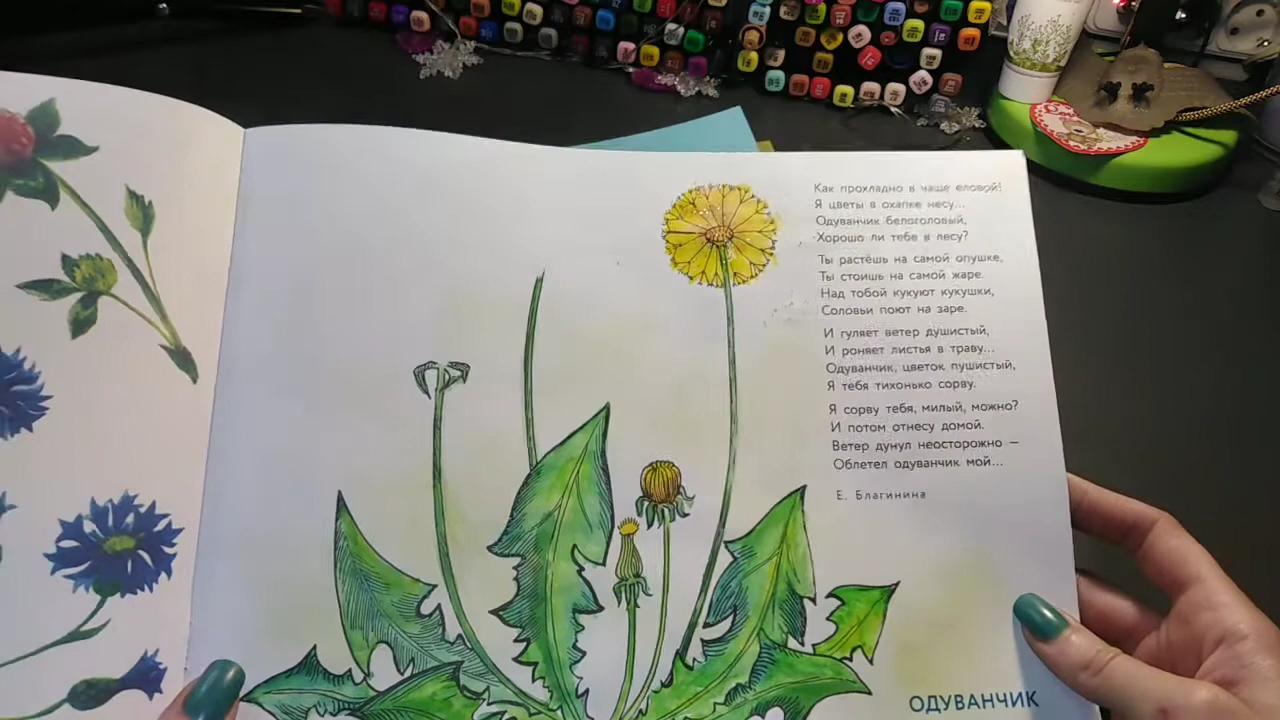 Как прохладно в чаще еловой!
Я цветы в охапке несу...
Одуванчик белоголовый,
Хорошо ли тебе в лесу?
Ты растёшь на самой опушке,
Ты стоишь на самой жаре.
Над тобой кукуют кукушки,
Соловьи поют на заре.
И гуляет ветер душистый,
И роняет листья в траву...
Одуванчик, цветок пушистый,
Я тебя тихонько сорву.
Я сорву тебя, милый, можно?
И потом отнесу домой.
Ветер дунул неосторожно –
Облетел одуванчик мой...
Е. Благинина
ОДУВАНЧИК